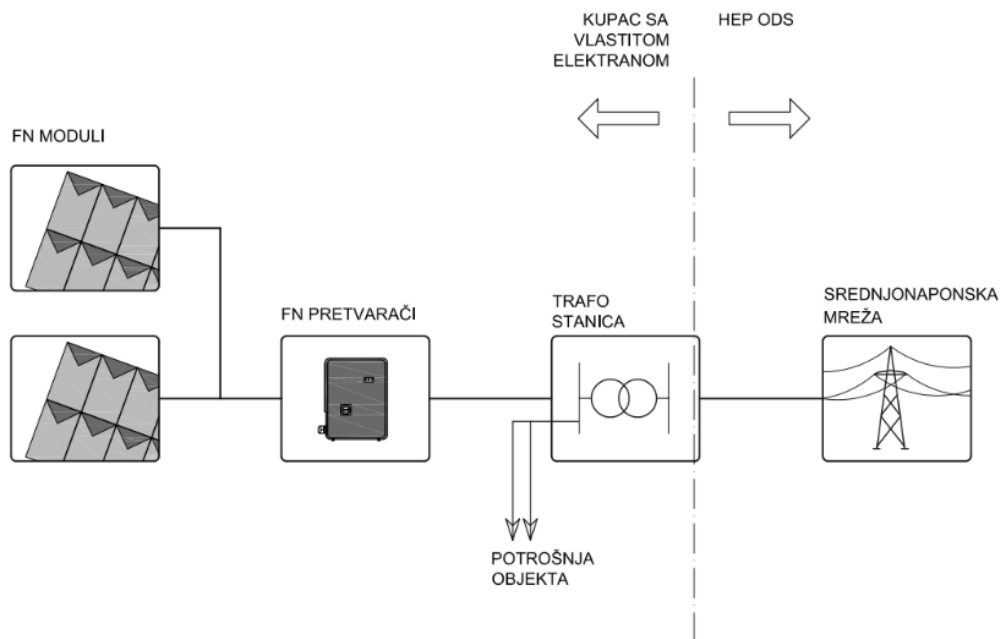 KUPAC SA
VLASTITOM
ELEKTRANOM
HEP ODS
FN MODULI
FN PRETVARAČI
TRAFO
STANICA
SREDNJONAPONSKA
MREŽA
POTROŠNJA
OBJEKTA